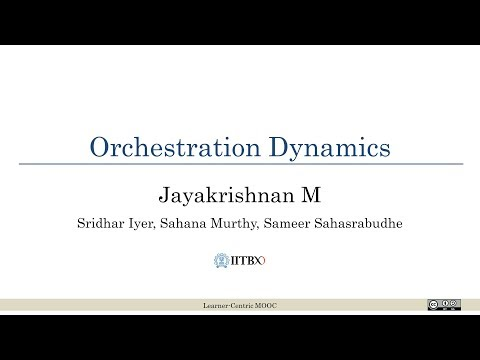 Orchestration Dynamics
Jayakrishnan M
Sridhar Iyer, Sahana Murthy, Sameer Sahasrabudhe
IITBX
Learner-Centric MOOC